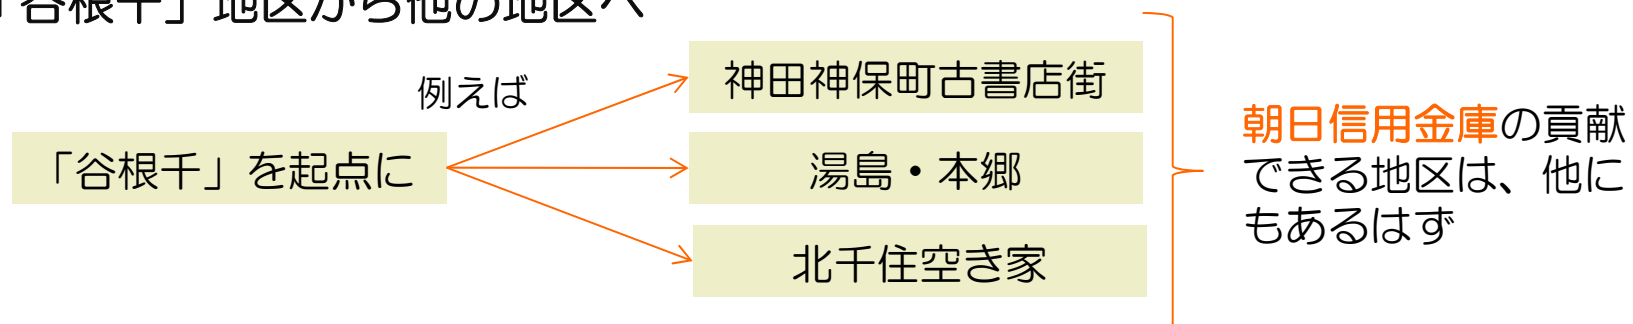 「谷根千」地区から他の地区へ
例えば
「谷根千」を起点に
神田神保町古書店街
湯島・本郷
北千住空き家
朝日信用金庫の貢献
できる地区は、他に
もあるはず